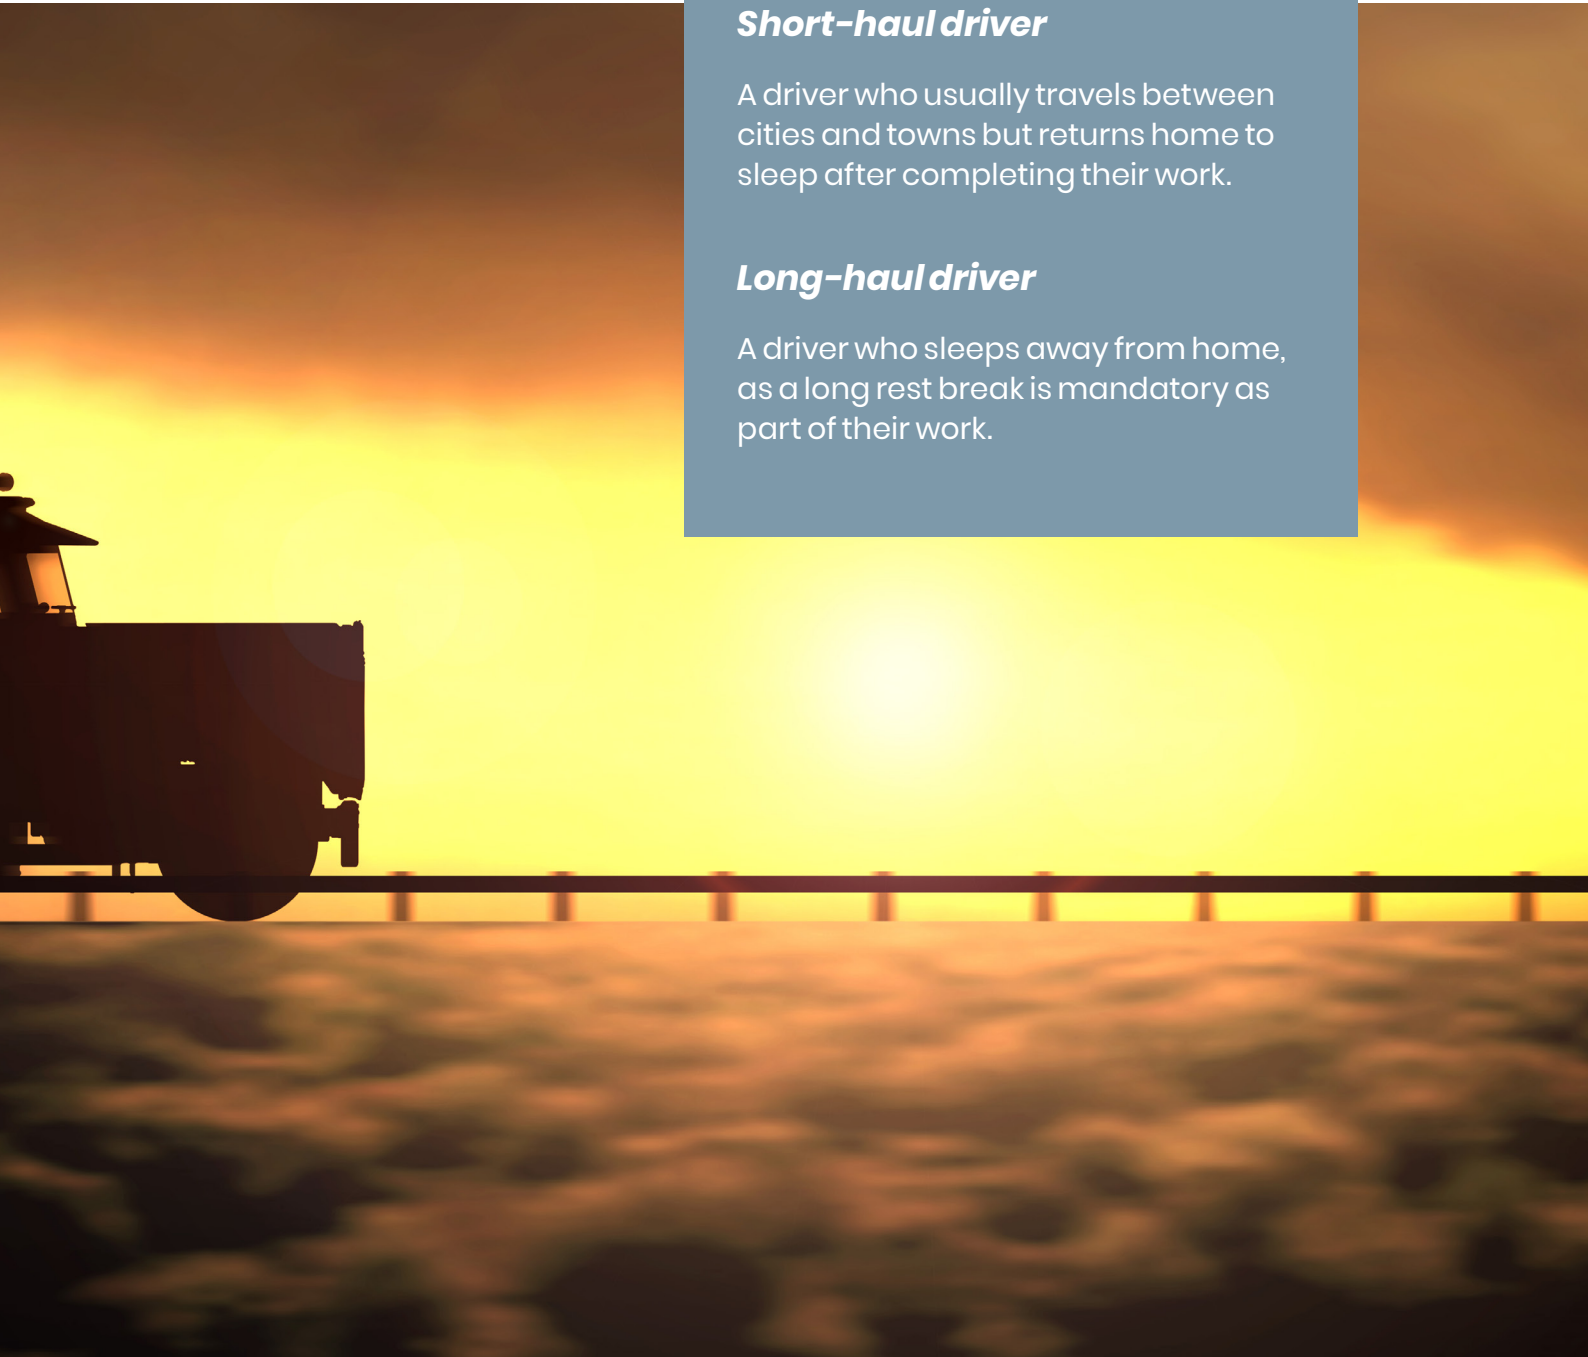 Short-haul driver
A driver who usually travels between
cities and towns but returns home to
sleep after completing their work.
Long-haul driver
A driver who sleeps away from home,
as a long rest break is mandatory as
part of their work.